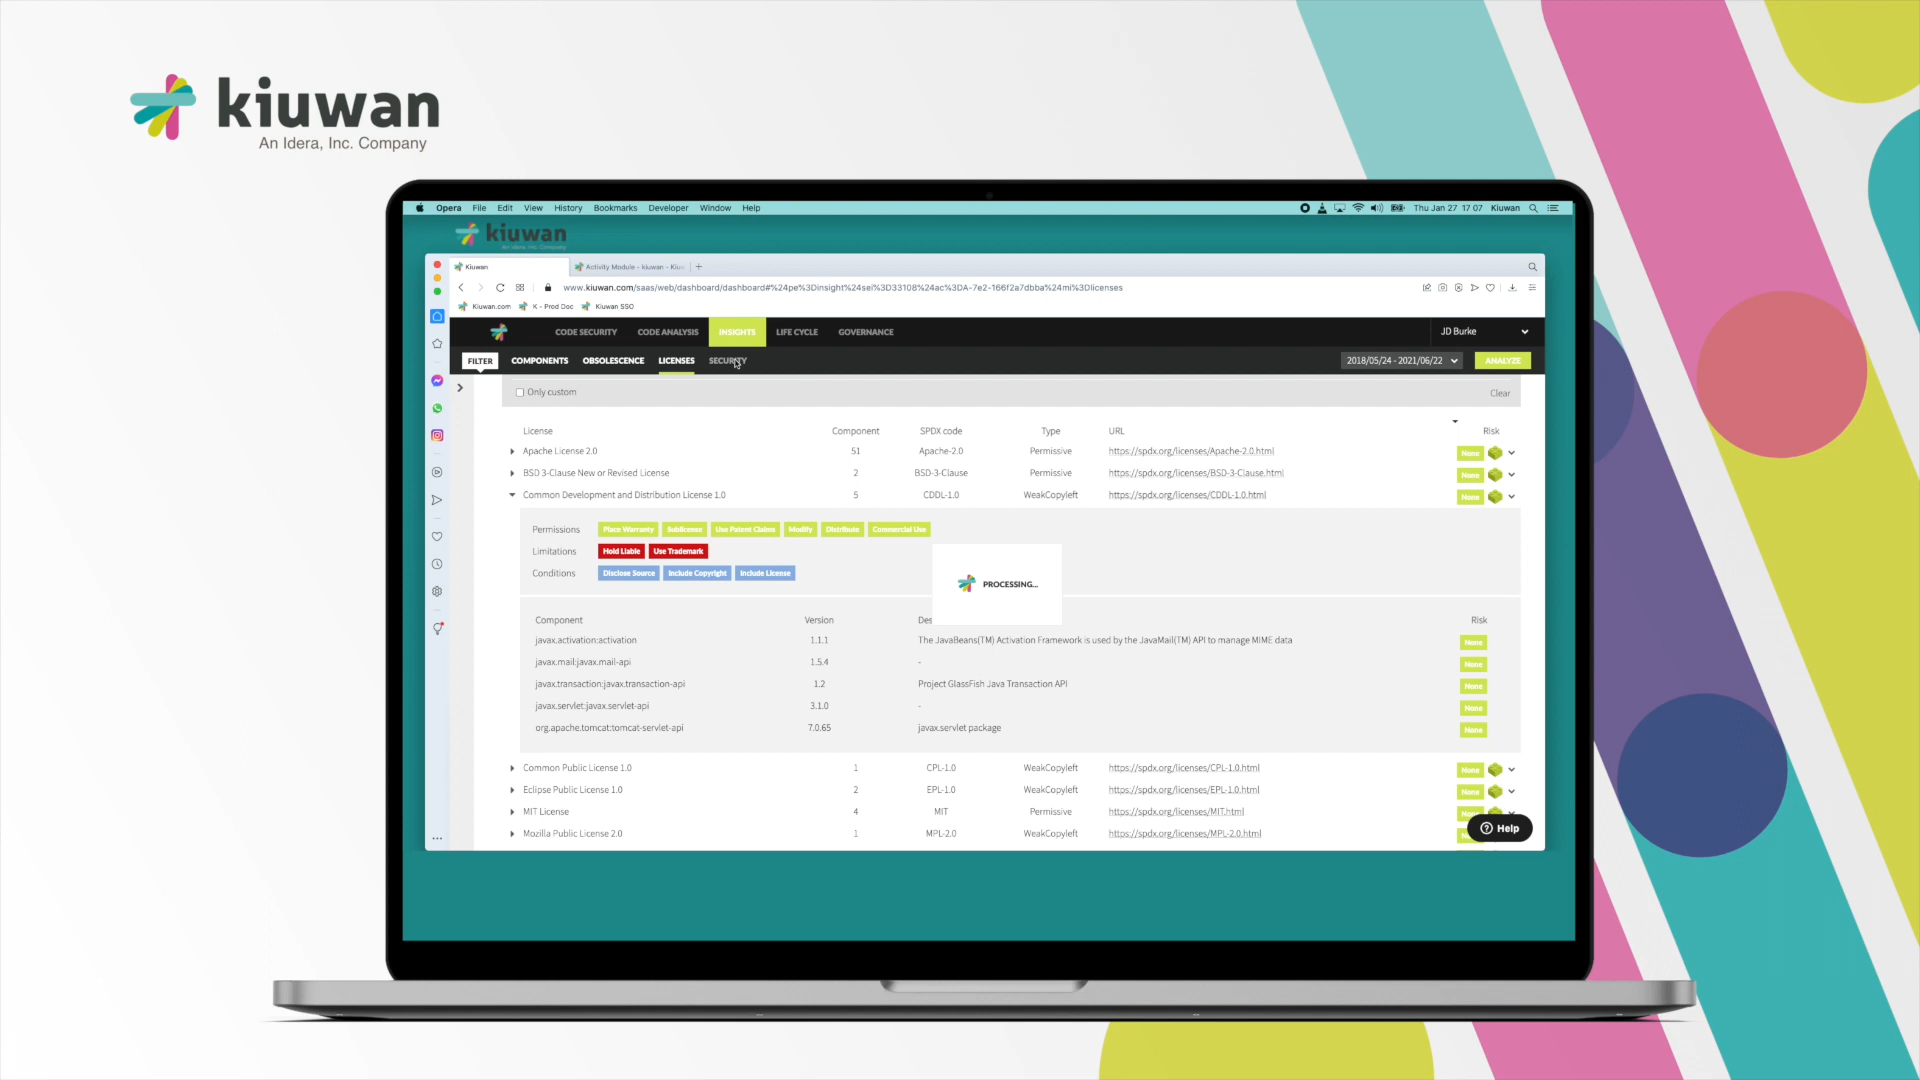 kiuwan
An Idera, Inc. Company
Opera File Edit View History Bookmarks Developer Window Help Thu Jan 27 17 07 Kiuwan
kiuwan
An Idera, Inc. Company
Kiuwan Activity Module - kiuwan - Kiu
www.kiuwan.com/saas/web/dashboard/dashboard#%24pe%3Dinsight%24sei%3D33108%24ac%3DA-7e2-166f2a7dbba%24mi%3Dlicenses
Kiuwan.com K - Prod Doc Kiuwan SSO
CODE SECURITY CODE ANALYSIS INSIGHTS LIFE CYCLE GOVERNANCE JD Burke
FILTER COMPONENTS OBSOLESCENCE LICENSES SECURITY 2018/05/24 - 2021/06/22 ANALYZE
Only custom Clear
License Component SPDX code Type URL Risk
Apache License 2.0 51 Apache-2.0 Permissive https://spdx.org/licenses/Apache-2.0.html None
BSD 3-Clause New or Revised License 2 BSD-3-Clause Permissive https://spdx.org/licenses/BSD-3-Clause.html None
Common Development and Distribution License 1.0 5 CDDL-1.0 WeakCopyleft https://spdx.org/licenses/CDDL-1.0.html None
Permissions Place Warranty Sublicense Use Patent Claims Modify Distribute Commercial Use
Limitations Hold Liable Use Trademark
Conditions Disclose Source Include Copyright Include License
PROCESSING...
Component Version Des Risk
javax.activation:activation 1.1.1 The JavaBeans(TM) Activation Framework is used by the JavaMail(TM) API to manage MIME data None
javax.mail:javax.mail-api 1.5.4 - None
javax.transaction:javax.transaction-api 1.2 Project GlassFish Java Transaction API None
javax.servlet:javax.servlet-api 3.1.0 - None
org.apache.tomcat:tomcat-servlet-api 7.0.65 javax.servlet package None
Common Public License 1.0 1 CPL-1.0 WeakCopyleft https://spdx.org/licenses/CPL-1.0.html None
Eclipse Public License 1.0 2 EPL-1.0 WeakCopyleft https://spdx.org/licenses/EPL-1.0.html None
MIT License 4 MIT Permissive https://spdx.org/licenses/MIT.html
Mozilla Public License 2.0 1 MPL-2.0 WeakCopyleft https://spdx.org/licenses/MPL-2.0.html
Help